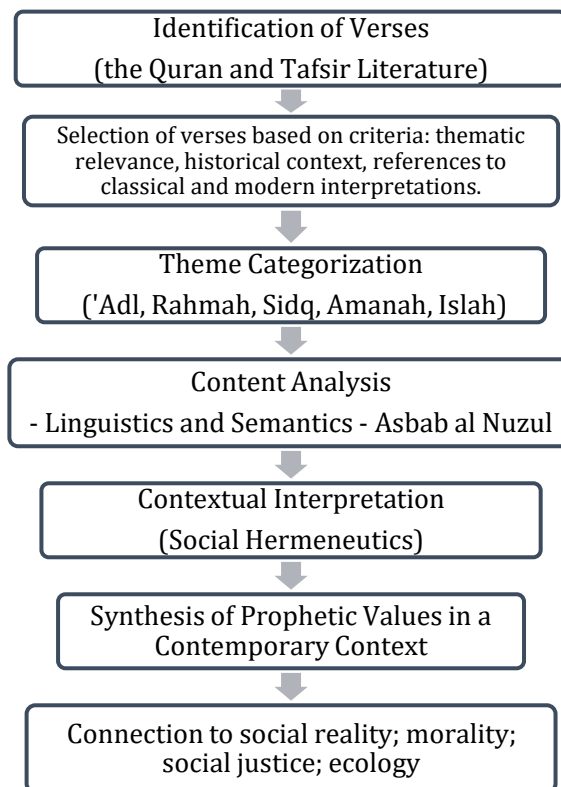 Identification of Verses
(the Quran and Tafsir Literature)
Selection of verses based on criteria: thematic
relevance, historical context, references to
classical and modern interpretations.
Theme Categorization
('Adl, Rahmah, Sidq, Amanah, Islah)
Content Analysis
- Linguistics and Semantics - Asbab al Nuzul
Contextual Interpretation
(Social Hermeneutics)
Synthesis of Prophetic Values in a
Contemporary Context
Connection to social reality; morality;
social justice; ecology